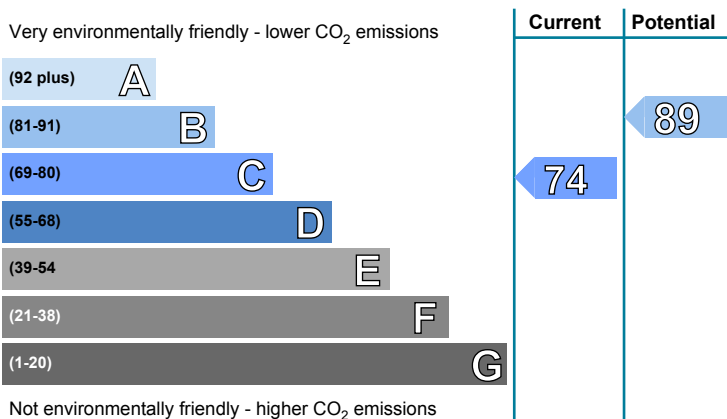 Current Potential
Very environmentally friendly - lower CO₂ emissions
(92 plus) A
(81-91) B 89
(69-80) C 74
(55-68) D
(39-54 E
(21-38) F
(1-20) G
Not environmentally friendly - higher CO₂ emissions